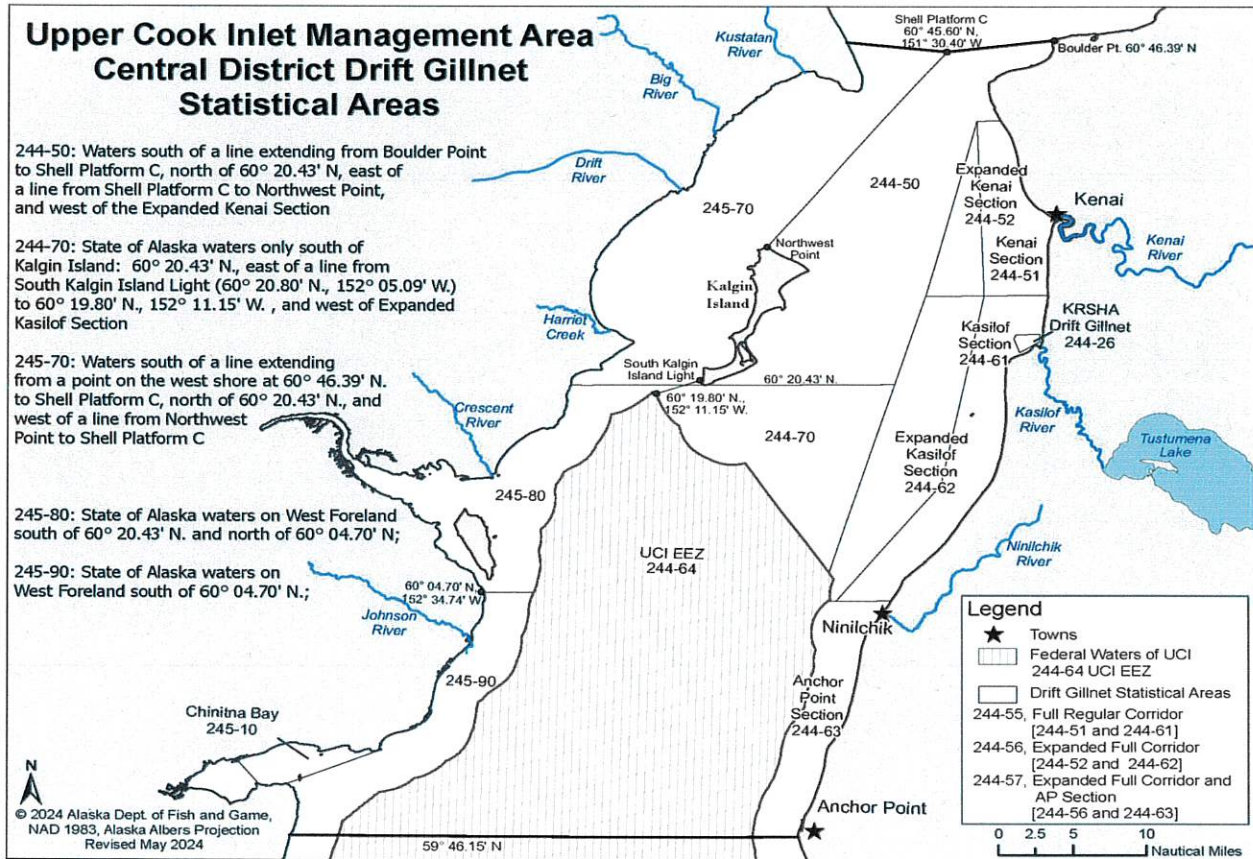 Upper Cook Inlet Management Area
Central District Drift Gillnet
Statistical Areas
244-50: Waters south of a line extending from Boulder Point
to Shell Platform C, north of 60° 20.43' N, east of
a line from Shell Platform C to Northwest Point,
and west of the Expanded Kenai Section
244-70: State of Alaska waters only south of
Kalgin Island: 60° 20.43' N., east of a line from
South Kalgin Island Light (60° 20.80' N., 152° 05.09' W.)
to 60° 19.80' N., 152° 11.15' W. , and west of Expanded
Kasilof Section
245-70: Waters south of a line extending
from a point on the west shore at 60° 46.39' N.
to Shell Platform C, north of 60° 20.43' N., and
west of a line from Northwest
Point to Shell Platform C
245-80: State of Alaska waters on West Foreland
south of 60° 20.43' N. and north of 60° 04.70' N;
245-90: State of Alaska waters on
West Foreland south of 60° 04.70' N.;
Shell Platform C
60° 45.60' N,
151° 30.40' W
Boulder Pt. 60° 46.39' N
Kustatan
River
Big
River
Drift
River
245-70
244-50
Expanded
Kenai
Section
244-52
Kenai
Kenai
River
Kenai
Section
244-51
Northwest
Point
Kalgin
Island
Harriet
Creek
KRSHA
Drift Gillnet
244-26
Kasilof
Section
244-61
South Kalgin
Island Light
60° 20.43' N.
60° 19.80' N.,
152° 11.15' W.
Kasilof
River
Tustumena
Lake
Crescent
River
244-70
Expanded
Kasilof
Section
244-62
245-80
UCI EEZ
244-64
Ninilchik
River
60° 04.70' N,
152° 34.74' W
Johnson
River
Ninilchik
245-90
Anchor
Point
Section
244-63
Chinitna Bay
245-10
Anchor Point
59° 46.15' N
N
© 2024 Alaska Dept. of Fish and Game,
NAD 1983, Alaska Albers Projection
Revised May 2024
Legend
Towns
Federal Waters of UCI
244-64 UCI EEZ
Drift Gillnet Statistical Areas
244-55, Full Regular Corridor
[244-51 and 244-61]
244-56, Expanded Full Corridor
[244-52 and 244-62]
244-57, Expanded Full Corridor and
AP Section
[244-56 and 244-63]
0 2.5 5 10
Nautical Miles